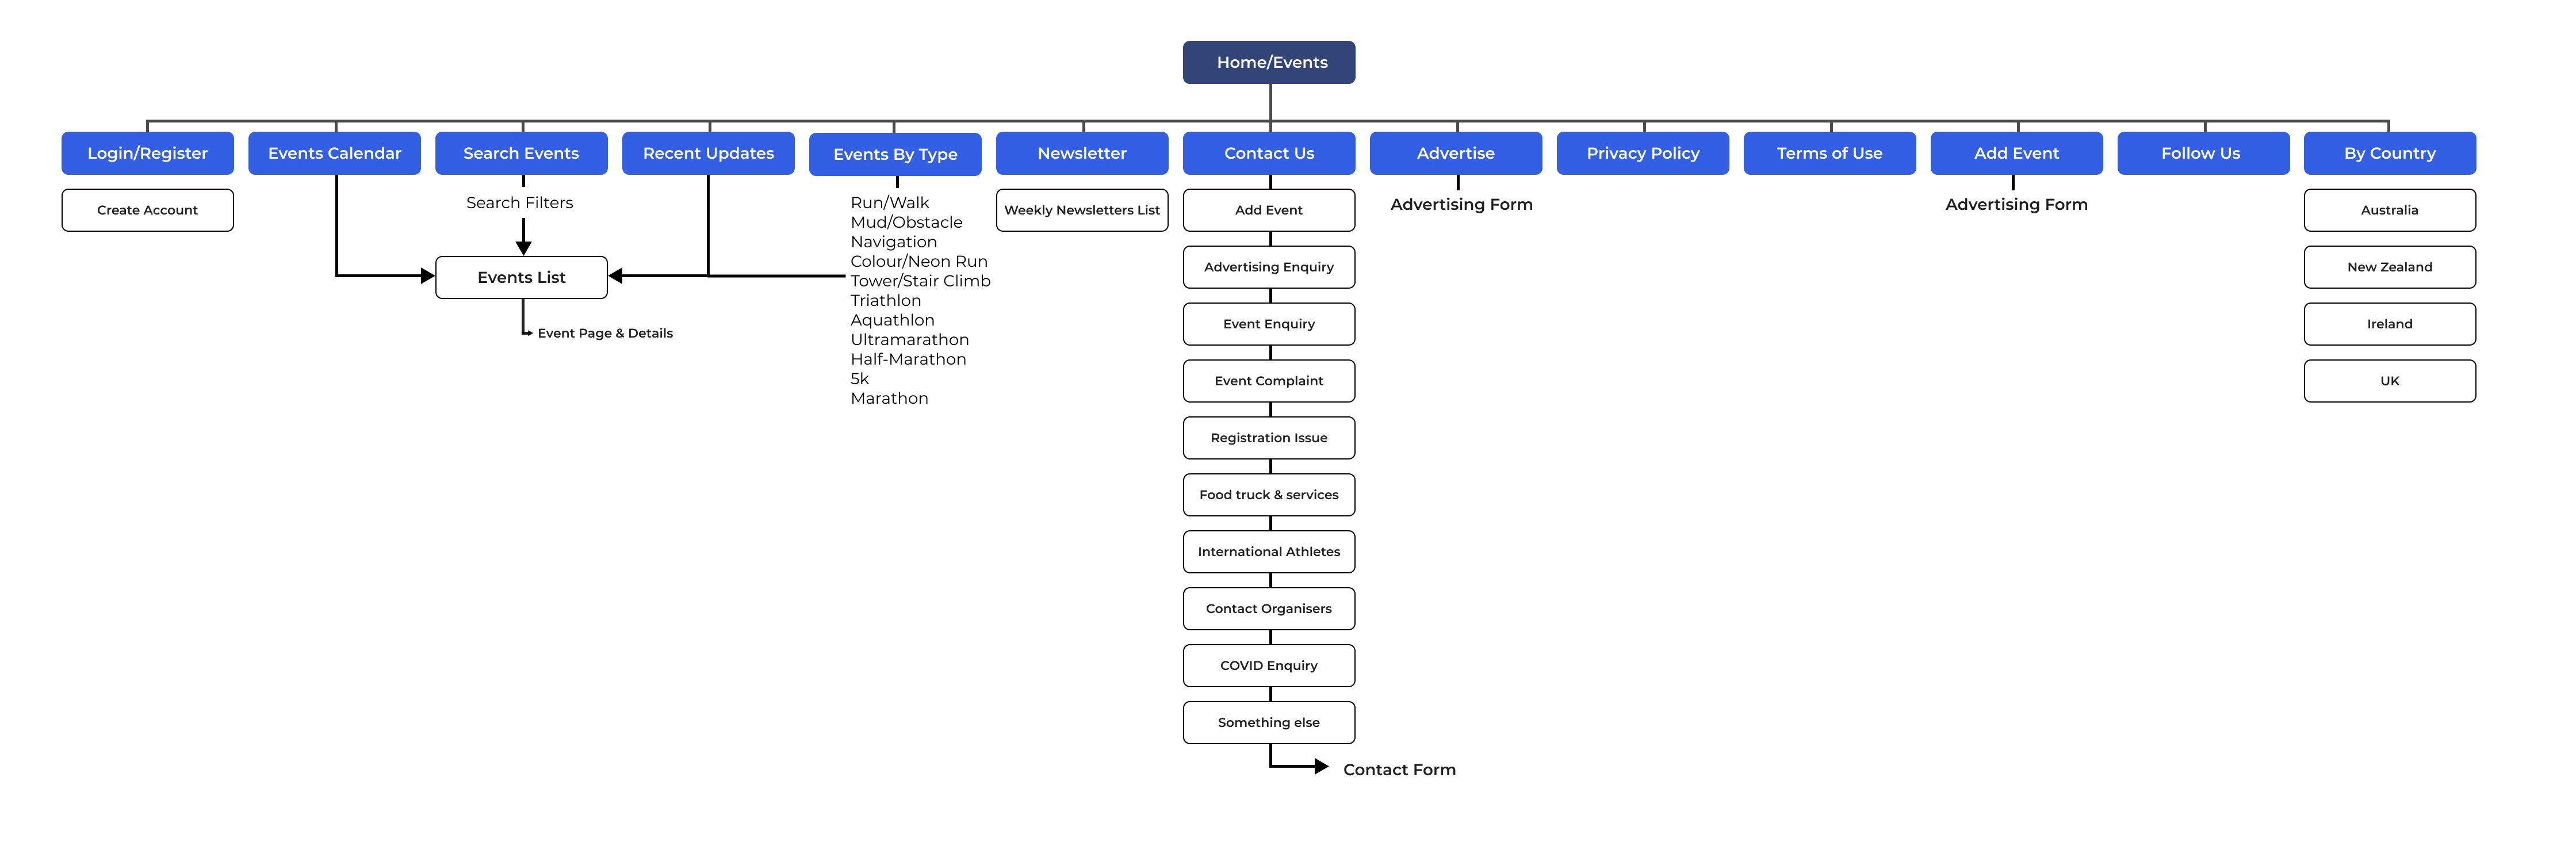 Home/Events
Login/Register
Events Calendar
Search Events
Recent Updates
Events By Type
Newsletter
Contact Us
Advertise
Privacy Policy
Terms of Use
Add Event
Follow Us
By Country
Create Account
Search Filters
Events List
Event Page & Details
Run/Walk
Mud/Obstacle
Navigation
Colour/Neon Run
Tower/Stair Climb
Triathlon
Aquathlon
Ultramarathon
Half-Marathon
5k
Marathon
Weekly Newsletters List
Add Event
Advertising Enquiry
Event Enquiry
Event Complaint
Registration Issue
Food truck & services
International Athletes
Contact Organisers
COVID Enquiry
Something else
Contact Form
Advertising Form
Advertising Form
Australia
New Zealand
Ireland
UK